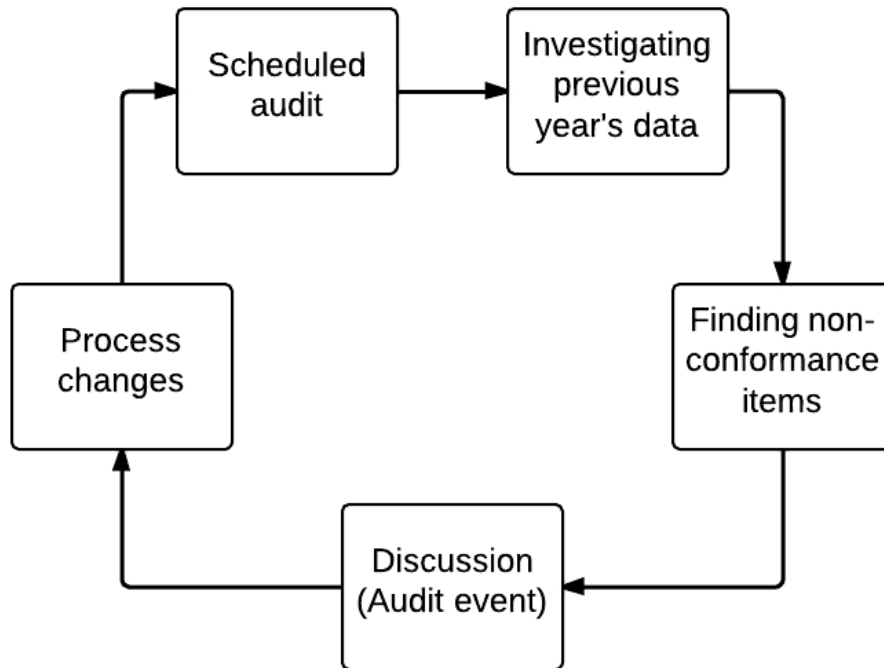 Scheduled
audit
Investigating
previous
year's data
Finding non-
conformance
items
Discussion
(Audit event)
Process
changes